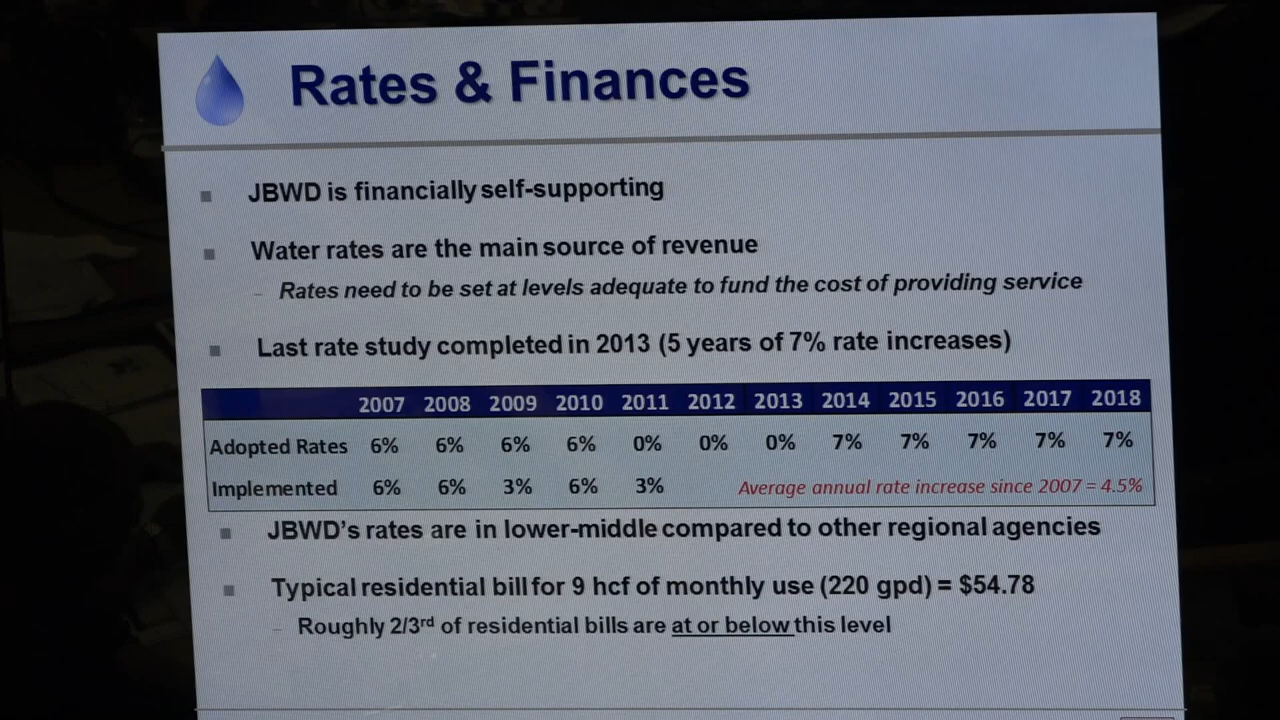 Rates & Finances
JBWD is financially self-supporting
Water rates are the main source of revenue
Rates need to be set at levels adequate to fund the cost of providing service
Last rate study completed in 2013 (5 years of 7% rate increases)
2007 2008 2009 2010 2011 2012 2013 2014 2015 2016 2017 2018
Adopted Rates 6% 6% 6% 6% 0% 0% 0% 7% 7% 7% 7% 7%
Implemented 6% 6% 3% 6% 3% Average annual rate increase since 2007 = 4.5%
JBWD's rates are in lower-middle compared to other regional agencies
Typical residential bill for 9 hcf of monthly use (220 gpd) = $54.78
Roughly 2/3rd of residential bills are at or below this level